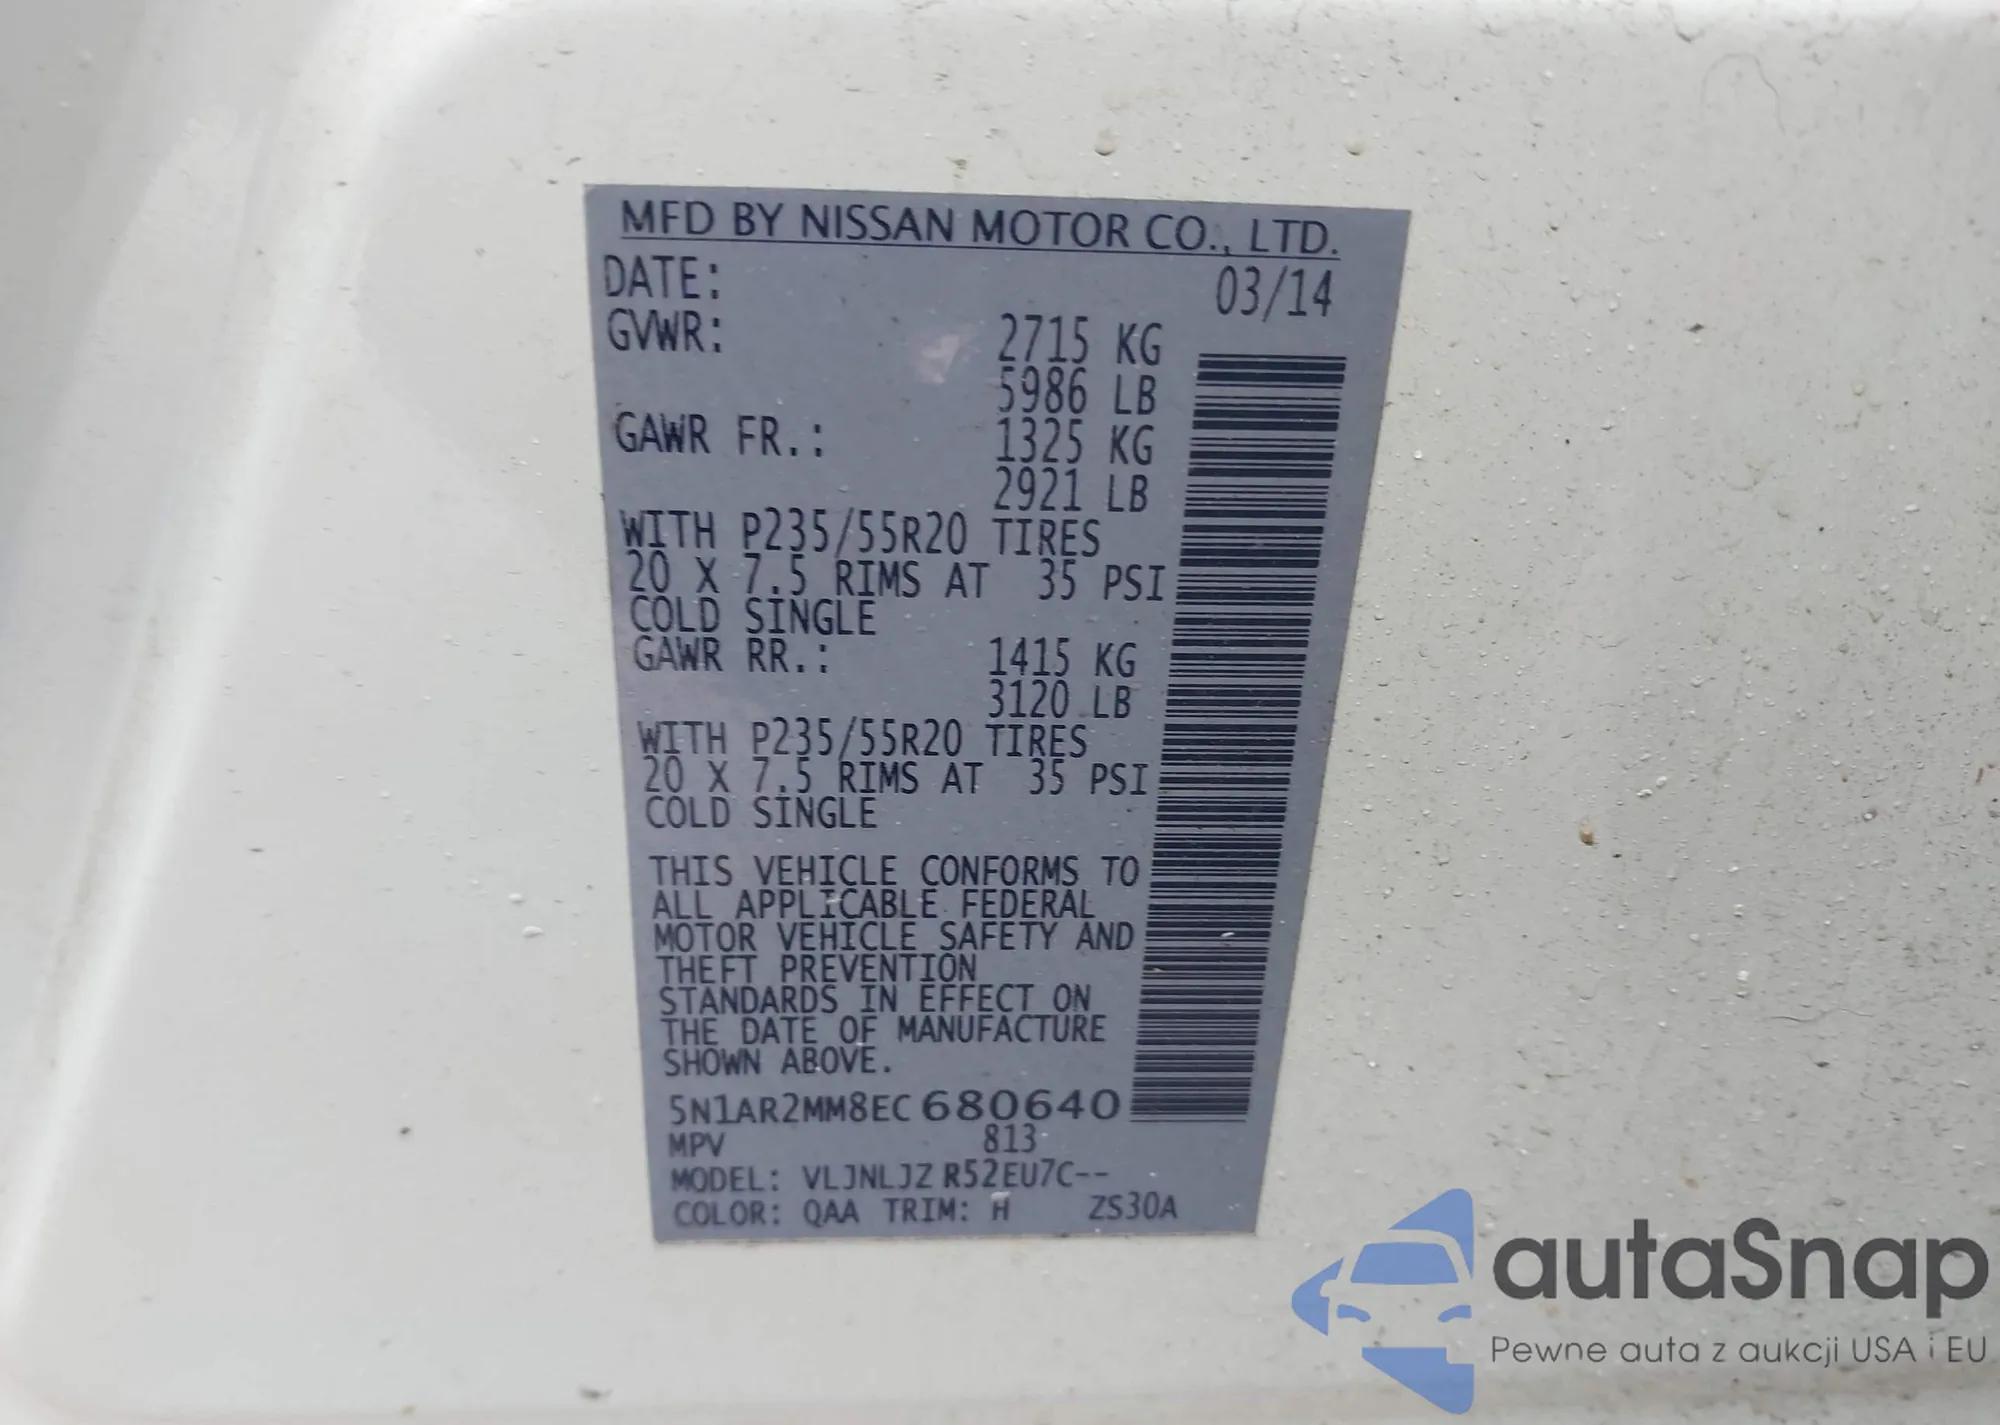 MFD BY NISSAN MOTOR CO., LTD.
DATE: 03/14
GVWR: 2715 KG
5986 LB
GAWR FR.: 1325 KG
2921 LB
WITH P235/55R20 TIRES
20 X 7.5 RIMS AT 35 PSI
COLD SINGLE
GAWR RR.: 1415 KG
3120 LB
WITH P235/55R20 TIRES
20 X 7.5 RIMS AT 35 PSI
COLD SINGLE
THIS VEHICLE CONFORMS TO
ALL APPLICABLE FEDERAL
MOTOR VEHICLE SAFETY AND
THEFT PREVENTION
STANDARDS IN EFFECT ON
THE DATE OF MANUFACTURE
SHOWN ABOVE.
5N1AR2MM8EC680640
MPV 813
MODEL: VLJNLJZ R52EU7C--
COLOR: QAA TRIM: H ZS30A
autaSnap
Pewne auta z aukcji USA i EU